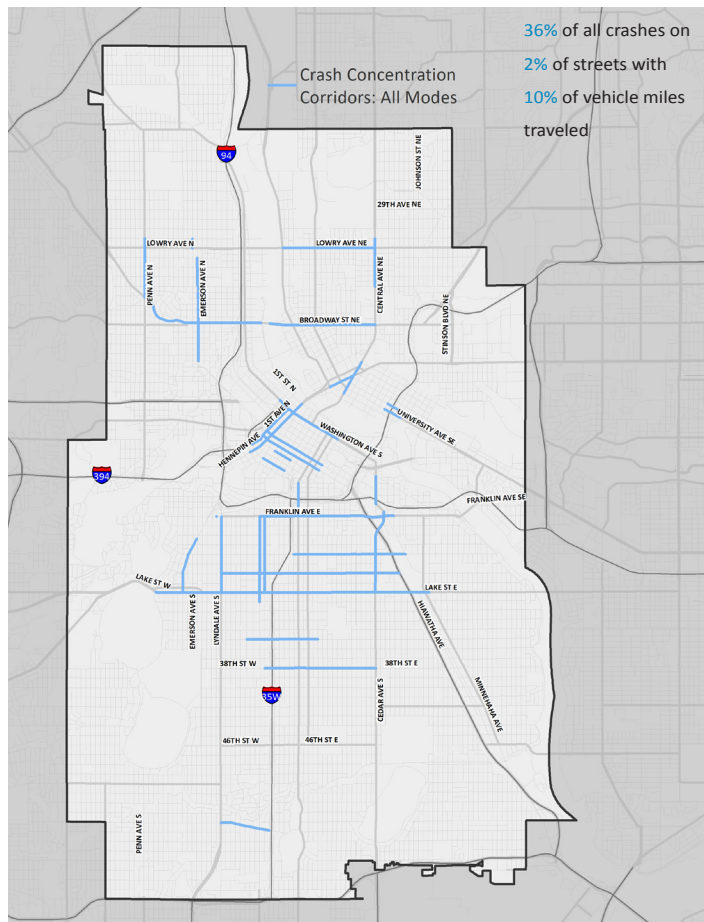 36% of all crashes on
2% of streets with
10% of vehicle miles
traveled
Crash Concentration
Corridors: All Modes
94
JOHNSON ST NE
29TH AVE NE
LOWRY AVE N
LOWRY AVE NE
PENN AVE N
EMERSON AVE N
CENTRAL AVE NE
BROADWAY ST NE
STINSON BLVD NE
1ST ST N
1ST AVE N
HENNEPIN AVE
WASHINGTON AVE S
UNIVERSITY AVE SE
394
FRANKLIN AVE SE
FRANKLIN AVE E
LAKE ST W
LAKE ST E
EMERSON AVE S
LYNDALE AVE S
HIAWATHA AVE
38TH ST W
38TH ST E
35W
CEDAR AVE S
MINNEHAHA AVE
46TH ST W
46TH ST E
PENN AVE S